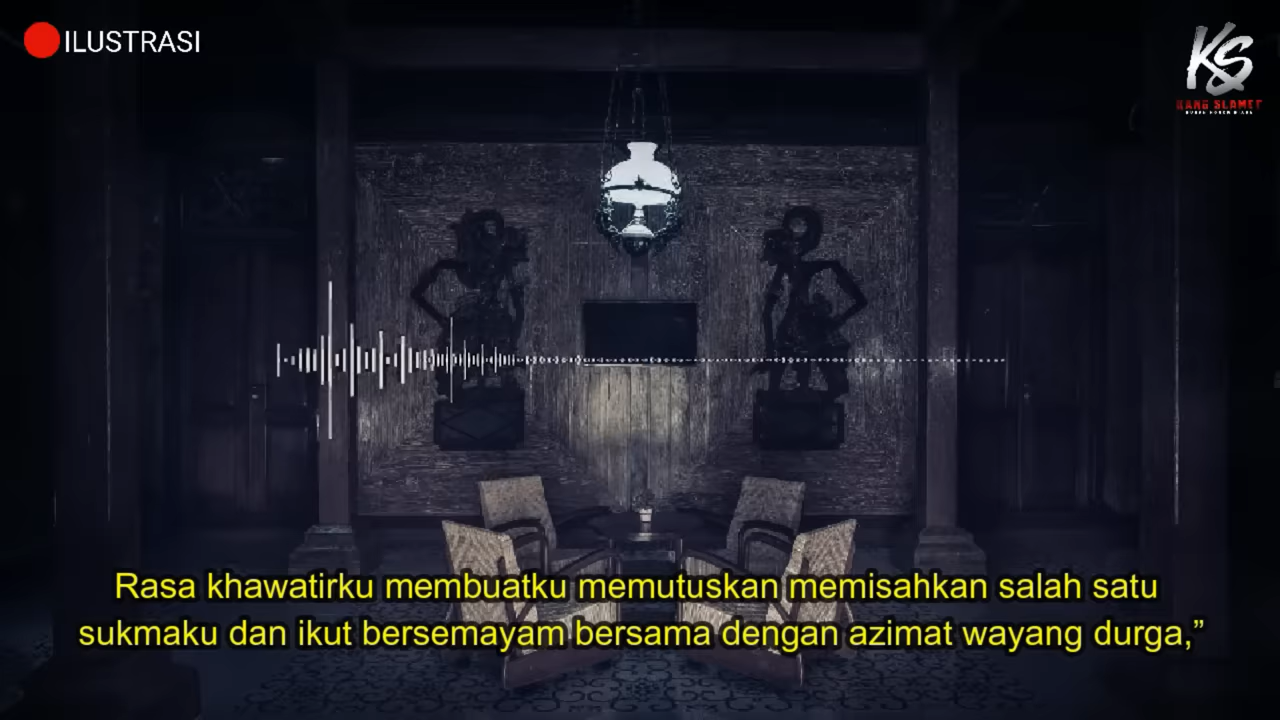 ILUSTRASI
KS
KANG SLAMET
Rasa khawatirku membuatku memutuskan memisahkan salah satu
sukmaku dan ikut bersemayam bersama dengan azimat wayang durga,”